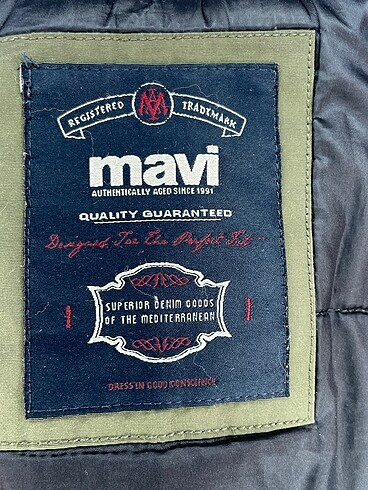 REGISTERED TRADEMARK
M
mavi
AUTHENTICALLY AGED SINCE 1991
QUALITY GUARANTEED
Designed For The Perfect Fit
SUPERIOR DENIM GOODS
OF THE MEDITERRANEAN
DRESS IN GOOD CONSCIENCE